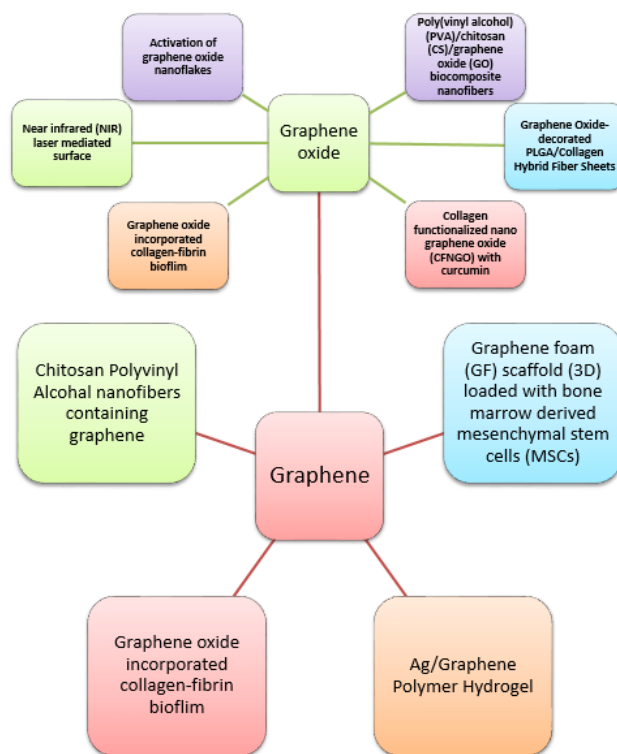 Activation of
graphene oxide
nanoflakes
Poly(vinyl alcohol)
(PVA)/chitosan
(CS)/graphene
oxide (GO)
biocomposite
nanofibers
Near infrared (NIR)
laser mediated
surface
Graphene
oxide
Graphene Oxide-
decorated
PLGA/Collagen
Hybrid Fiber Sheets
Graphene oxide
incorporated
collagen-fibrin
bioflim
Collagen
functionalized nano
graphene oxide
(CFNGO) with
curcumin
Chitosan Polyvinyl
Alcohal nanofibers
containing
graphene
Graphene foam
(GF) scaffold (3D)
loaded with bone
marrow derived
mesenchymal stem
cells (MSCs)
Graphene
Graphene oxide
incorporated
collagen-fibrin
bioflim
Ag/Graphene
Polymer Hydrogel